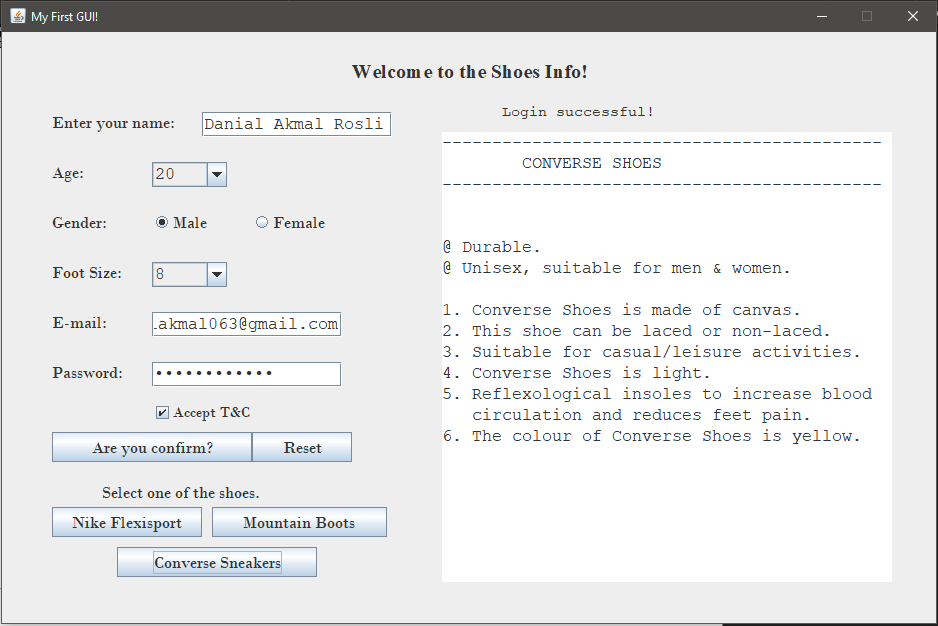 My First GUI!
Welcome to the Shoes Info!
Enter your name: Danial Akmal Rosli
Age: 20
Gender: Male Female
Foot Size: 8
E-mail: .akmal063@gmail.com
Password: ••••••••••••
Accept T&C
Are you confirm? Reset
Select one of the shoes.
Nike Flexisport Mountain Boots
Converse Sneakers
Login successful!
--------------------------------------------
CONVERSE SHOES
--------------------------------------------
@ Durable.
@ Unisex, suitable for men & women.
1. Converse Shoes is made of canvas.
2. This shoe can be laced or non-laced.
3. Suitable for casual/leisure activities.
4. Converse Shoes is light.
5. Reflexological insoles to increase blood
circulation and reduces feet pain.
6. The colour of Converse Shoes is yellow.